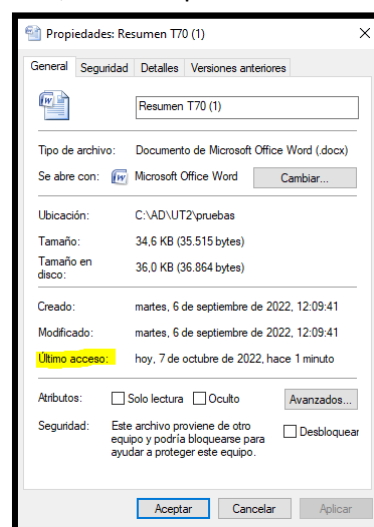 Propiedades: Resumen T70 (1)
General Seguridad Detalles Versiones anteriores
Resumen T70 (1)
Tipo de archivo: Documento de Microsoft Office Word (.docx)
Se abre con: Microsoft Office Word Cambiar...
Ubicación: C:\AD\UT2\pruebas
Tamaño: 34,6 KB (35.515 bytes)
Tamaño en
disco: 36,0 KB (36.864 bytes)
Creado: martes, 6 de septiembre de 2022, 12:09:41
Modificado: martes, 6 de septiembre de 2022, 12:09:41
Último acceso: hoy, 7 de octubre de 2022, hace 1 minuto
Atributos: Solo lectura Oculto Avanzados...
Seguridad: Este archivo proviene de otro
equipo y podría bloquearse para Desbloquear
ayudar a proteger este equipo.
Aceptar Cancelar Aplicar